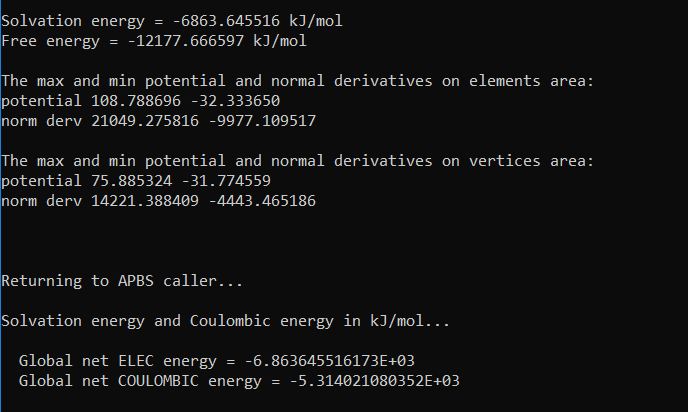 Solvation energy = -6863.645516 kJ/mol
Free energy = -12177.666597 kJ/mol
The max and min potential and normal derivatives on elements area:
potential 108.788696 -32.333650
norm derv 21049.275816 -9977.109517
The max and min potential and normal derivatives on vertices area:
potential 75.885324 -31.774559
norm derv 14221.388409 -4443.465186
Returning to APBS caller...
Solvation energy and Coulombic energy in kJ/mol...
Global net ELEC energy = -6.863645516173E+03
Global net COULOMBIC energy = -5.314021080352E+03